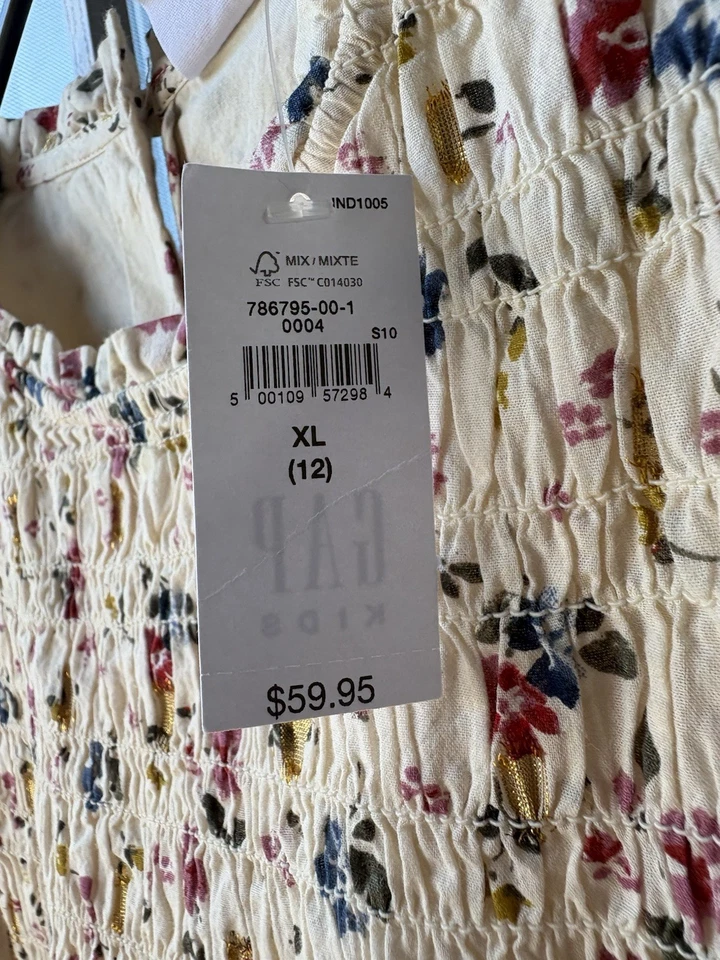 IND1005
MIX / MIXTE
FSC FSC™ C014030
786795-00-1
0004
S10
5 00109 57298 4
XL
(12)
GAP
KIDS
$59.95